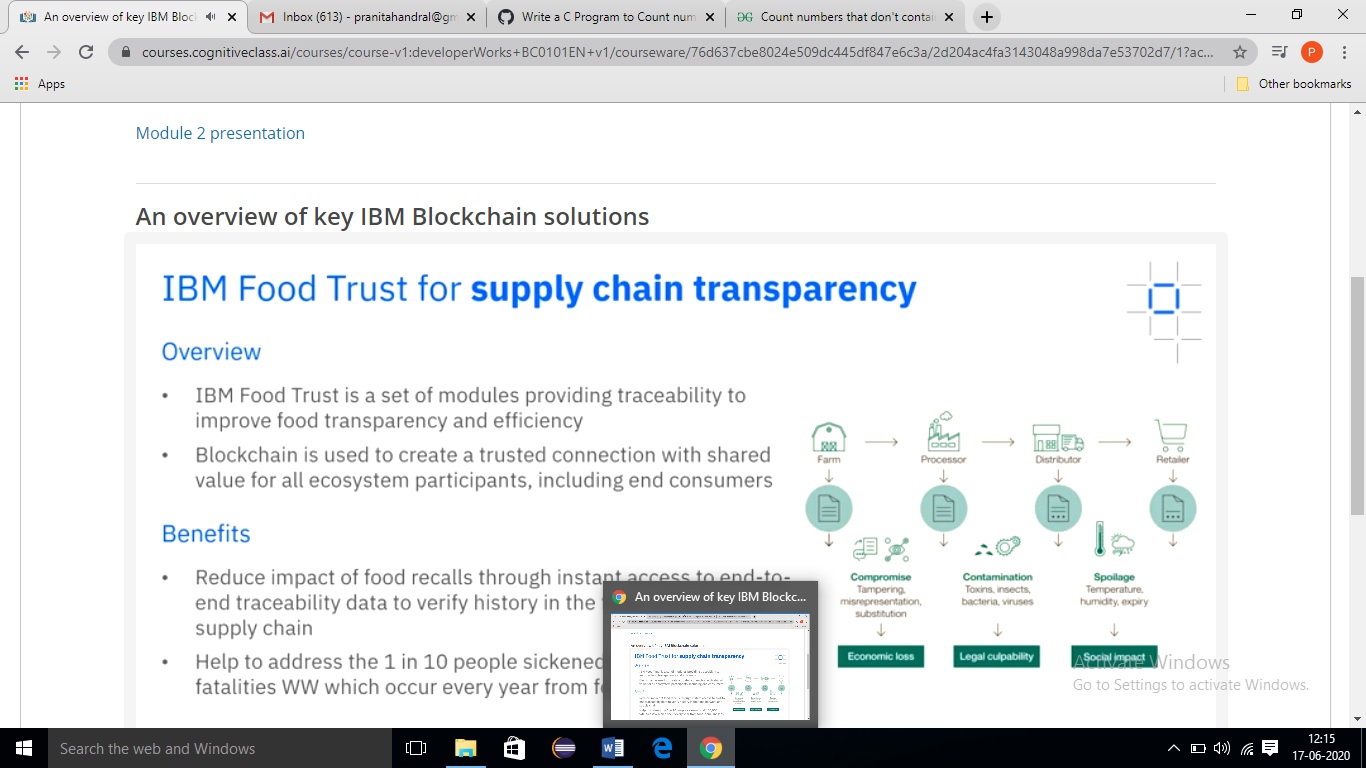 An overview of key IBM Bloc
Inbox (613) - pranitahandral@gm
Write a C Program to Count num
Count numbers that don't contai
courses.cognitiveclass.ai/courses/course-v1:developerWorks+BC0101EN+v1/courseware/76d637cbe8024e509dc445df847e6c3a/2d204ac4fa3143048a998da7e53702d7/1?ac...
P
Apps
Other bookmarks
Module 2 presentation
An overview of key IBM Blockchain solutions
IBM Food Trust for supply chain transparency
Overview
• IBM Food Trust is a set of modules providing traceability to
improve food transparency and efficiency
• Blockchain is used to create a trusted connection with shared
value for all ecosystem participants, including end consumers
Benefits
• Reduce impact of food recalls through instant access to end-to-
end traceability data to verify history in the
supply chain
• Help to address the 1 in 10 people sickened
fatalities WW which occur every year from
Farm
Processor
Distributor
Retailer
Compromise
Tampering,
misrepresentation,
substitution
Economic loss
Contamination
Toxins, insects,
bacteria, viruses
Legal culpability
Spoilage
Temperature,
humidity, expiry
Social impact
Activate Windows
Go to Settings to activate Windows.
An overview of key IBM Blockc...
IBM Food Trust for supply chain transparency
Search the web and Windows
12:15
17-06-2020